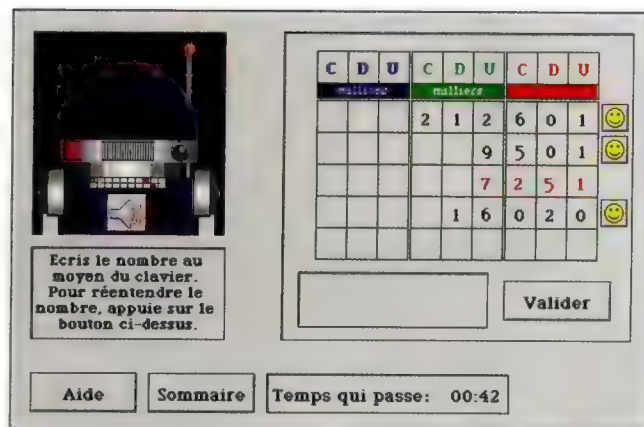 C D U C D U C D U
milliers
2 1 2 6 0 1
9 5 0 1
7 2 5 1
1 6 0 2 0
Ecris le nombre au
moyen du clavier.
Pour réentendre le
nombre, appuie sur le
bouton ci-dessus.
Valider
Aide
Sommaire
Temps qui passe: 00:42